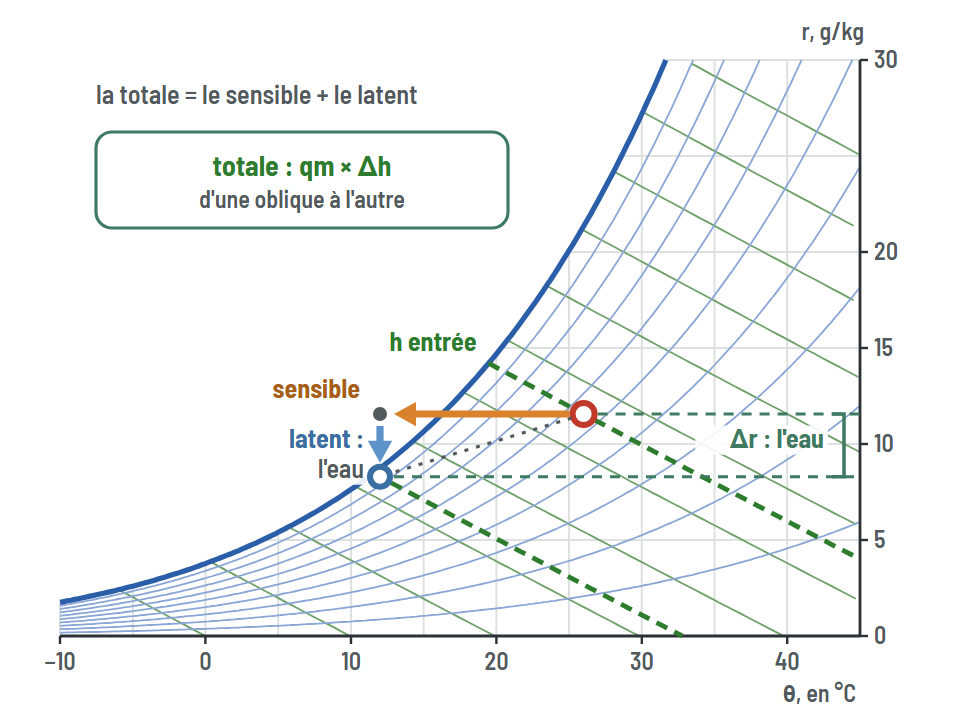 r, g/kg
la totale = le sensible + le latent
totale : qm × Δh
d'une oblique à l'autre
h entrée
sensible
latent :
l'eau
Δr : l'eau
30
20
15
10
5
0
−10
0
10
20
30
40
θ, en °C